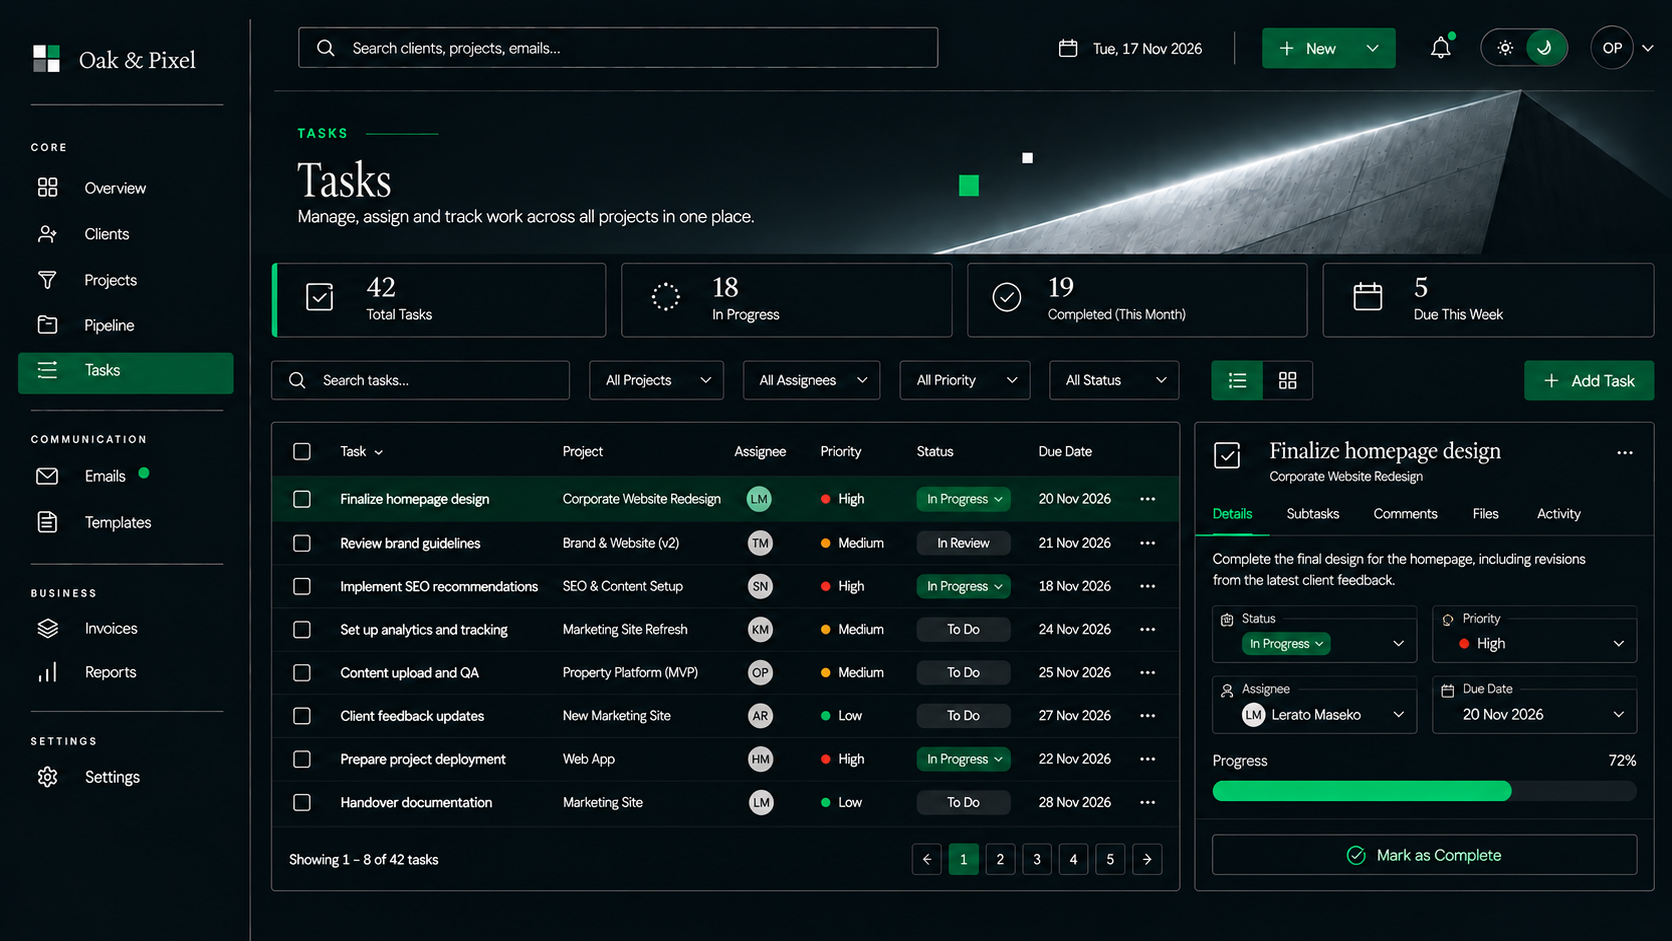 Oak & Pixel
CORE
Overview
Clients
Projects
Pipeline
Tasks
COMMUNICATION
Emails
Templates
BUSINESS
Invoices
Reports
SETTINGS
Settings
Search clients, projects, emails...
Tue, 17 Nov 2026
New
OP
TASKS
Tasks
Manage, assign and track work across all projects in one place.
42
Total Tasks
18
In Progress
19
Completed (This Month)
5
Due This Week
Search tasks...
All Projects
All Assignees
All Priority
All Status
Add Task
Task Project Assignee Priority Status Due Date
Finalize homepage design Corporate Website Redesign LM High In Progress 20 Nov 2026
Review brand guidelines Brand & Website (v2) TM Medium In Review 21 Nov 2026
Implement SEO recommendations SEO & Content Setup SN High In Progress 18 Nov 2026
Set up analytics and tracking Marketing Site Refresh KM Medium To Do 24 Nov 2026
Content upload and QA Property Platform (MVP) OP Medium To Do 25 Nov 2026
Client feedback updates New Marketing Site AR Low To Do 27 Nov 2026
Prepare project deployment Web App HM High In Progress 22 Nov 2026
Handover documentation Marketing Site LM Low To Do 28 Nov 2026
Showing 1 – 8 of 42 tasks
1 2 3 4 5
Finalize homepage design
Corporate Website Redesign
Details Subtasks Comments Files Activity
Complete the final design for the homepage, including revisions
from the latest client feedback.
Status
In Progress
Priority
High
Assignee
LM Lerato Maseko
Due Date
20 Nov 2026
Progress 72%
Mark as Complete